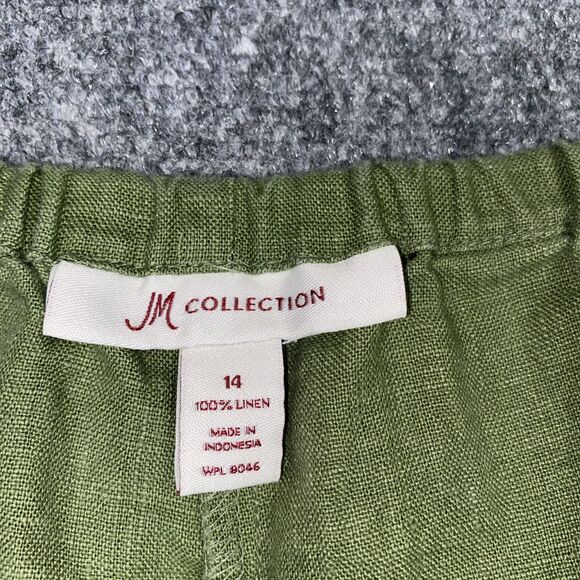 JM COLLECTION
14
100% LINEN
MADE IN
INDONESIA
WPL 8046